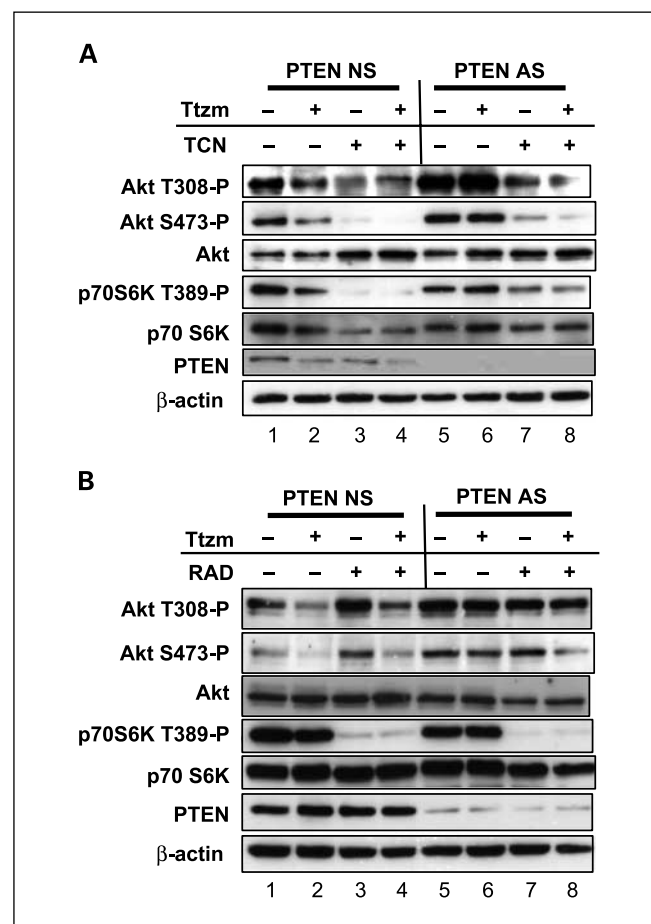 A
PTEN NS PTEN AS
Ttzm – + – + – + – +
TCN – – + + – – + +
Akt T308-P
Akt S473-P
Akt
p70S6K T389-P
p70 S6K
PTEN
β-actin
1 2 3 4 5 6 7 8
B
PTEN NS PTEN AS
Ttzm – + – + – + – +
RAD – – + + – – + +
Akt T308-P
Akt S473-P
Akt
p70S6K T389-P
p70 S6K
PTEN
β-actin
1 2 3 4 5 6 7 8